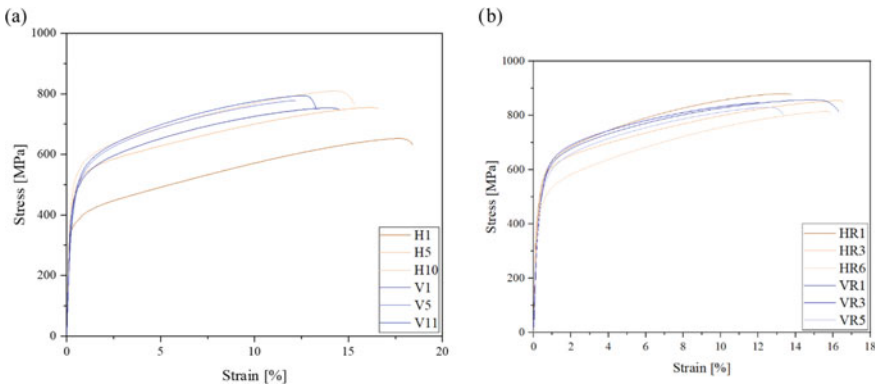 (a)
1000
800
600
400
200
0
Stress [MPa]
0 5 10 15 20
Strain [%]
H1
H5
H10
V1
V5
V11
(b)
1000
800
600
400
200
0
Stress [MPa]
0 2 4 6 8 10 12 14 16 18
Strain [%]
HR1
HR3
HR6
VR1
VR3
VR5